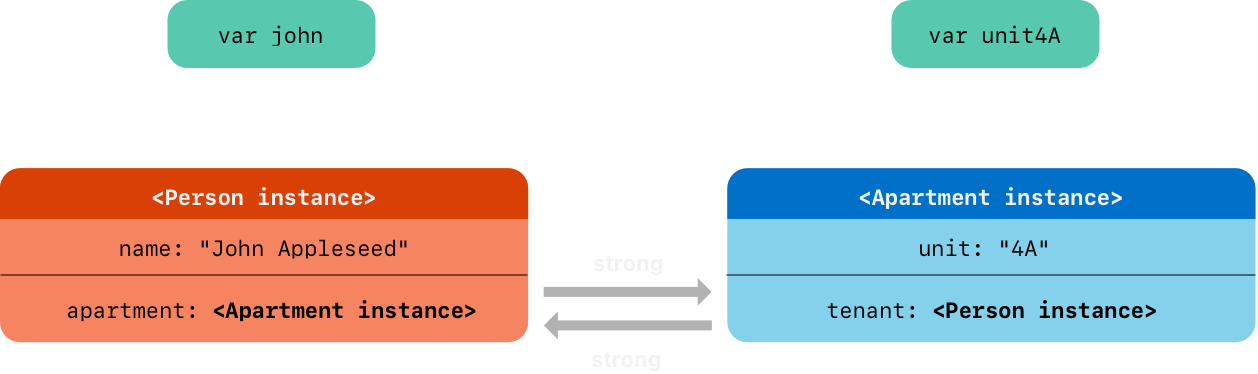 var john
var unit4A
<Person instance>
<Apartment instance>
name: "John Appleseed"
unit: "4A"
strong
apartment: <Apartment instance>
tenant: <Person instance>
strong